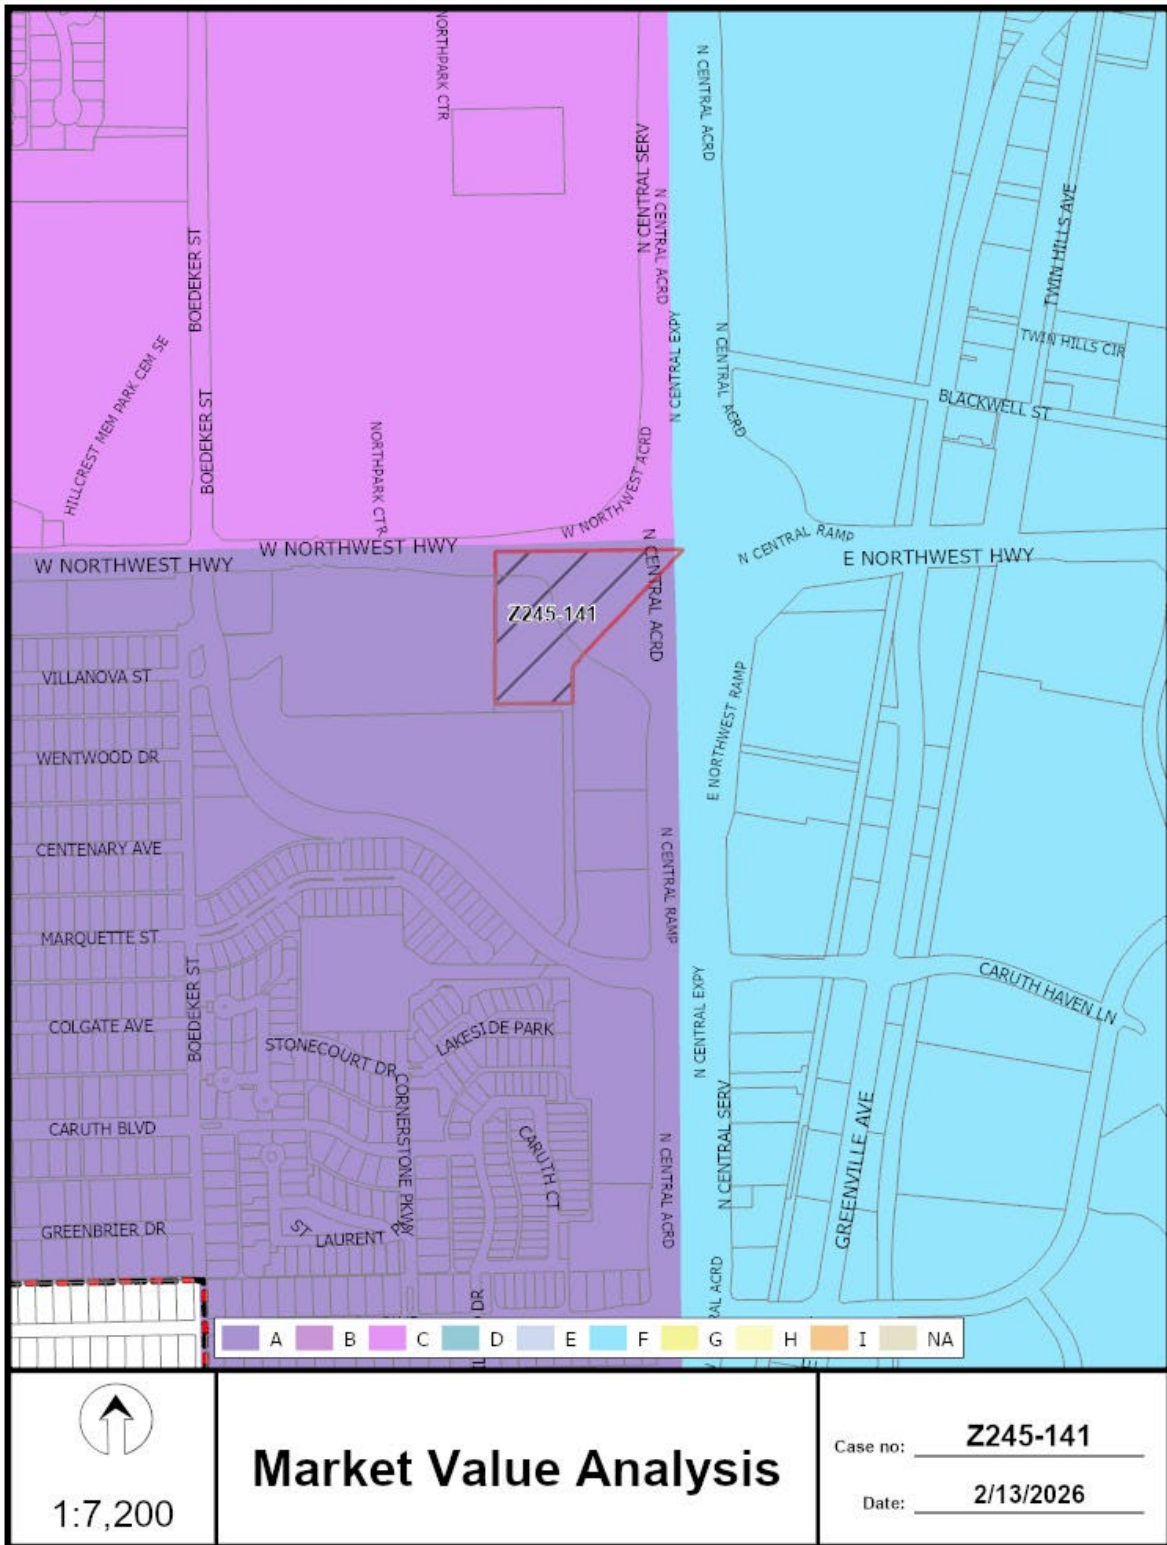 NORTHPARK CTR
N CENTRAL SERV
N CENTRAL ACRD
N CENTRAL ACRD
TWIN HILLS AVE
BOEDEKER ST
N CENTRAL EXPY
N CENTRAL ACRD
TWIN HILLS CIR
HILLCREST MEM PARK CEM SE
BOEDEKER ST
NORTHPARK CTR
BLACKWELL ST
W NORTHWEST ACRD
N CENTRAL RAMP
W NORTHWEST HWY
W NORTHWEST HWY
E NORTHWEST HWY
N CENTRAL ACRD
Z245-141
VILLANOVA ST
E NORTHWEST RAMP
WENTWOOD DR
CENTENARY AVE
N CENTRAL RAMP
MARQUETTE ST
BOEDEKER ST
CARUTH HAVEN LN
COLGATE AVE
N CENTRAL EXPY
LAKESIDE PARK
STONECOURT DR
CORNERSTONE PKWY
CARUTH BLVD
CARUTH CT
N CENTRAL SERV
GREENVILLE AVE
N CENTRAL ACRD
GREENBRIER DR
ST LAURENT PL
RAL ACRD
DR
A B C D E F G H I NA
1:7,200
Market Value Analysis
Case no: Z245-141
Date: 2/13/2026